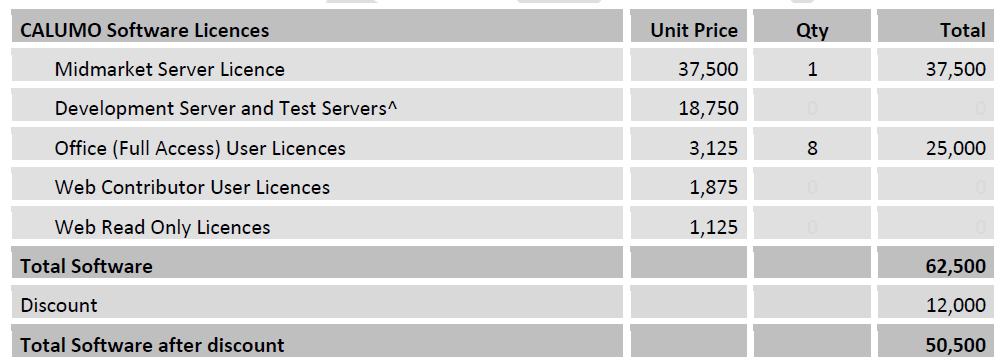 CALUMO Software Licences Unit Price Qty Total
Midmarket Server Licence 37,500 1 37,500
Development Server and Test Servers^ 18,750 0 0
Office (Full Access) User Licences 3,125 8 25,000
Web Contributor User Licences 1,875 0 0
Web Read Only Licences 1,125 0 0
Total Software 62,500
Discount 12,000
Total Software after discount 50,500